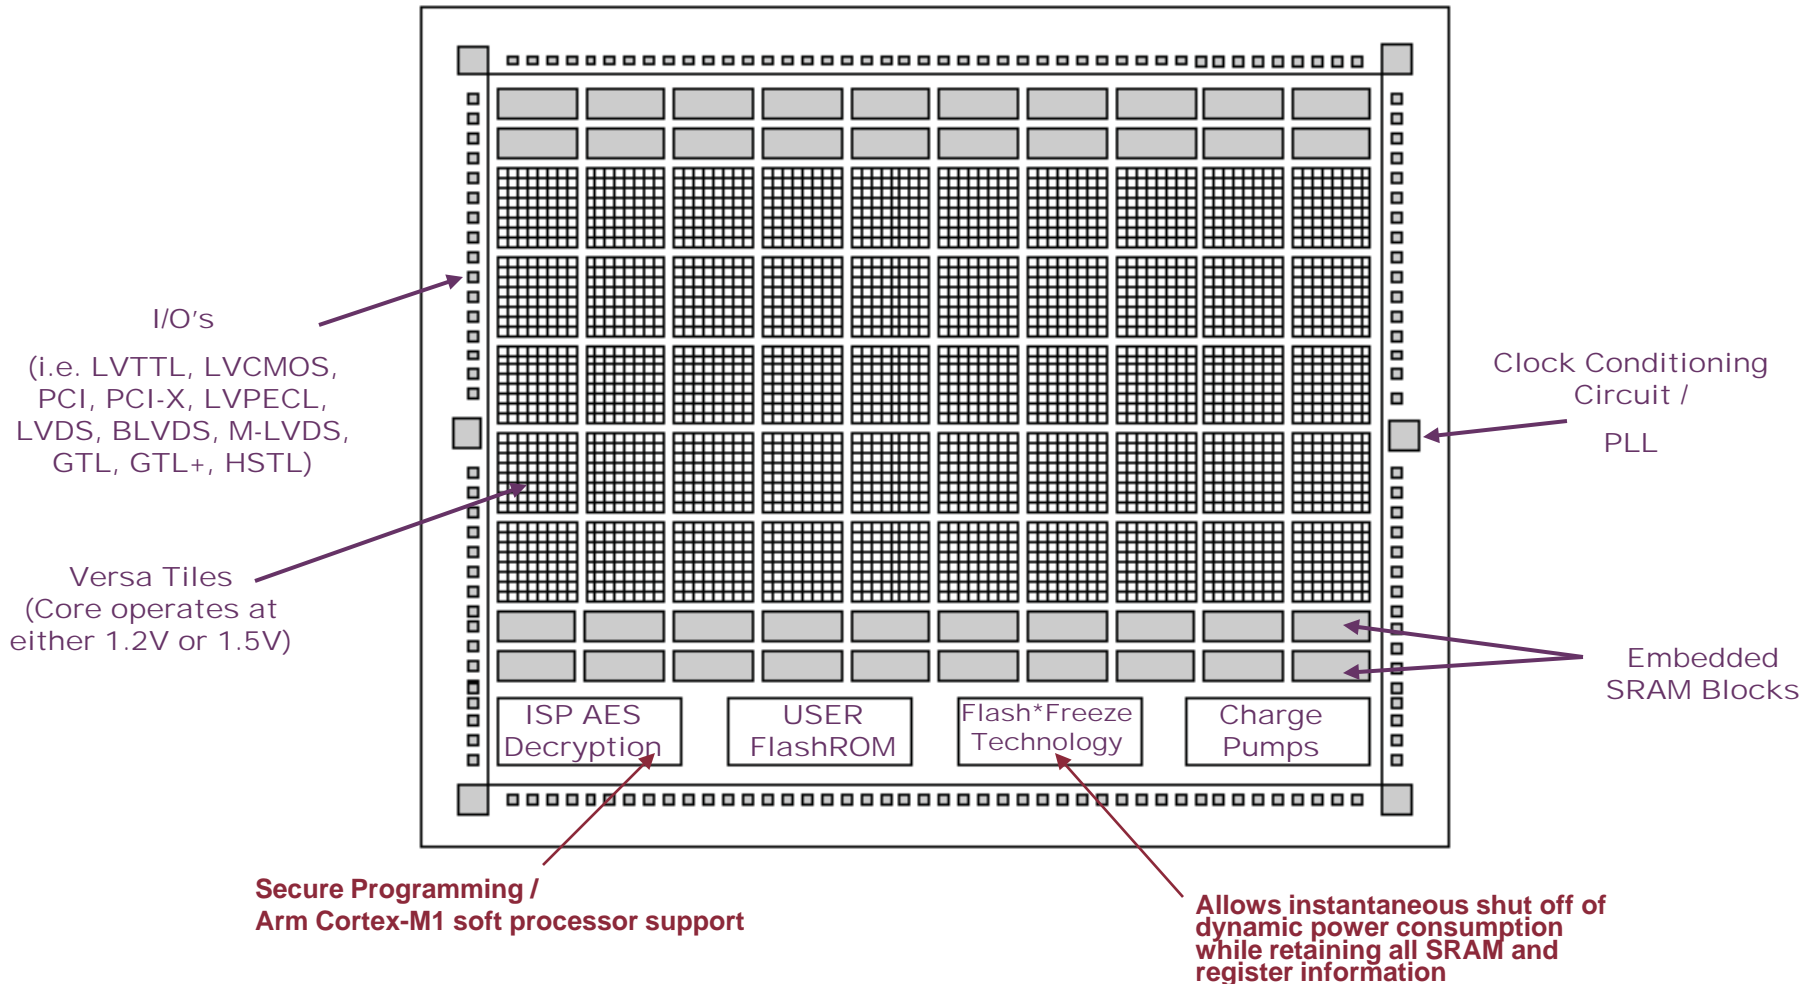 I/O's
(i.e. LVTTL, LVCMOS,
PCI, PCI-X, LVPECL,
LVDS, BLVDS, M-LVDS,
GTL, GTL+, HSTL)
Clock Conditioning
Circuit /
PLL
Versa Tiles
(Core operates at
either 1.2V or 1.5V)
Embedded
SRAM Blocks
ISP AES
Decryption
USER
FlashROM
Flash*Freeze
Technology
Charge
Pumps
Secure Programming /
Arm Cortex-M1 soft processor support
Allows instantaneous shut off of
dynamic power consumption
while retaining all SRAM and
register information